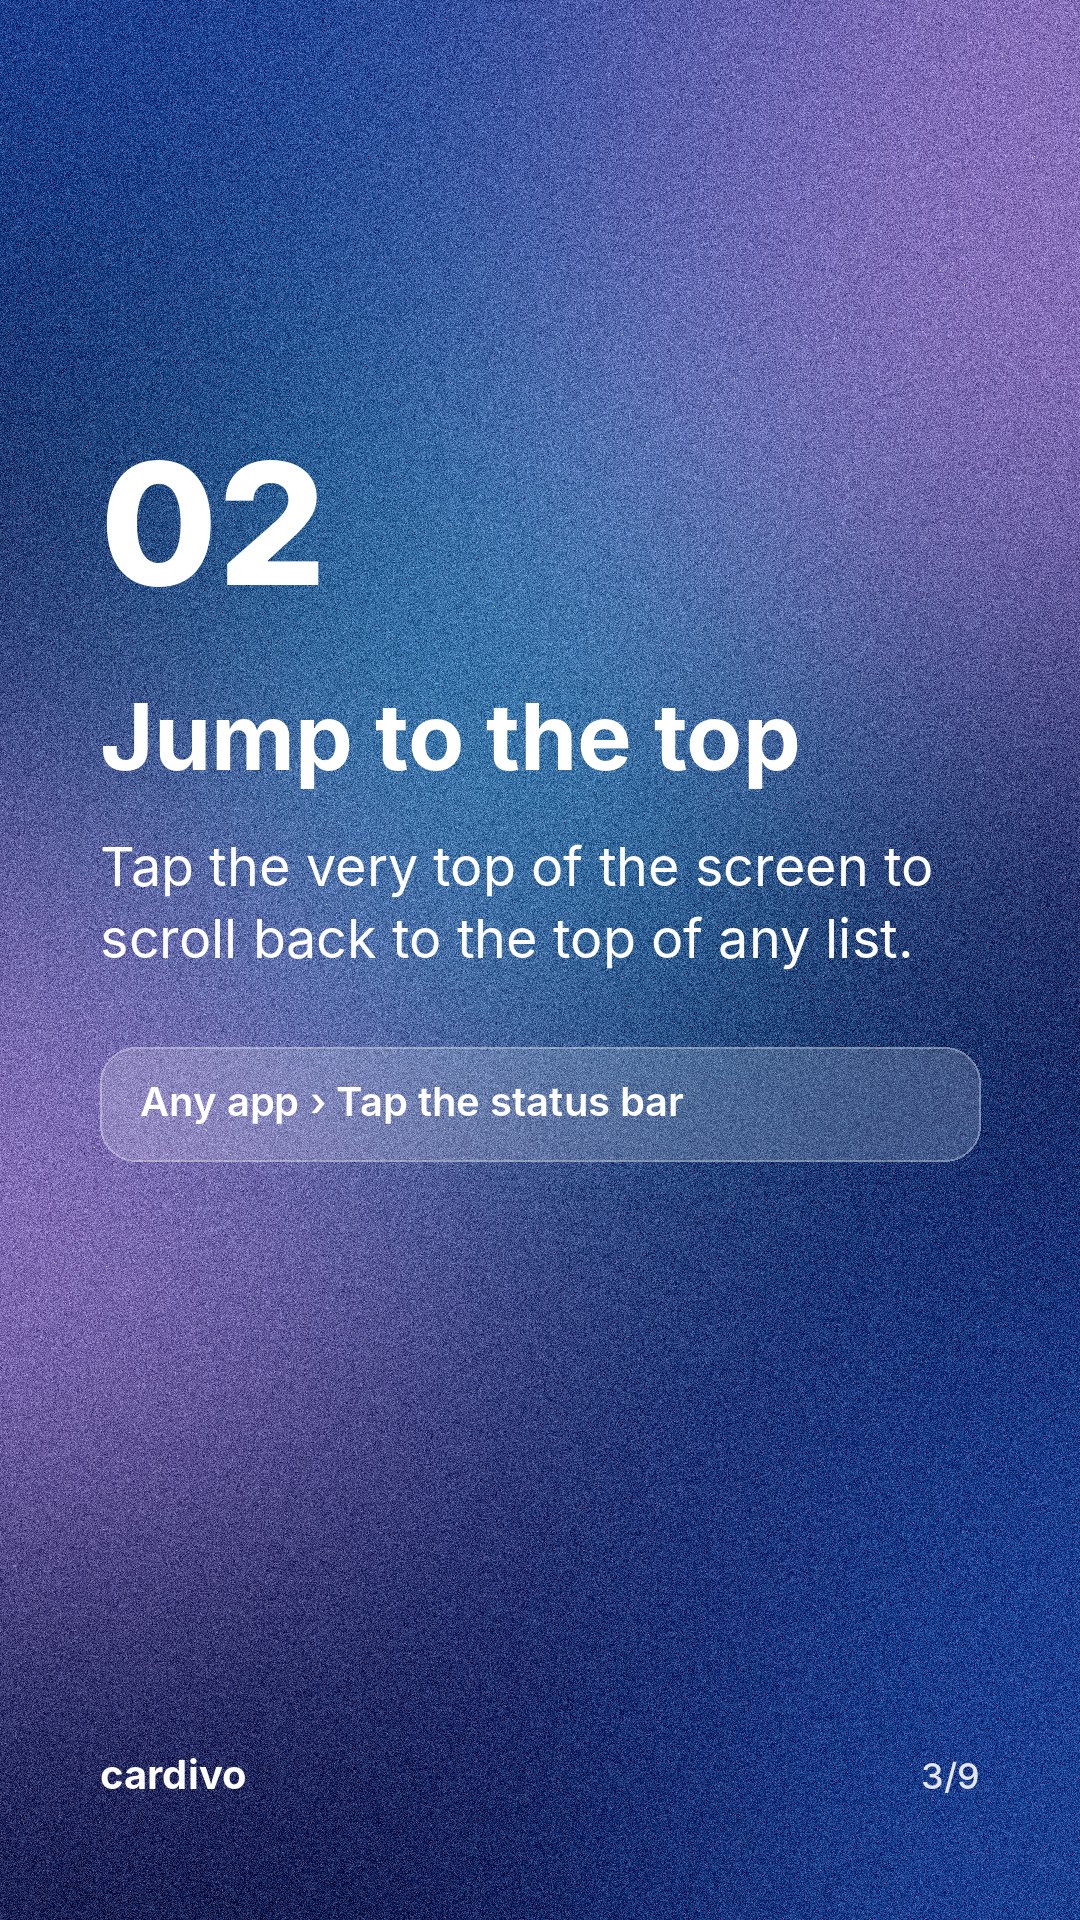 02
Jump to the top
Tap the very top of the screen to
scroll back to the top of any list.
Any app › Tap the status bar
cardivo
3/9